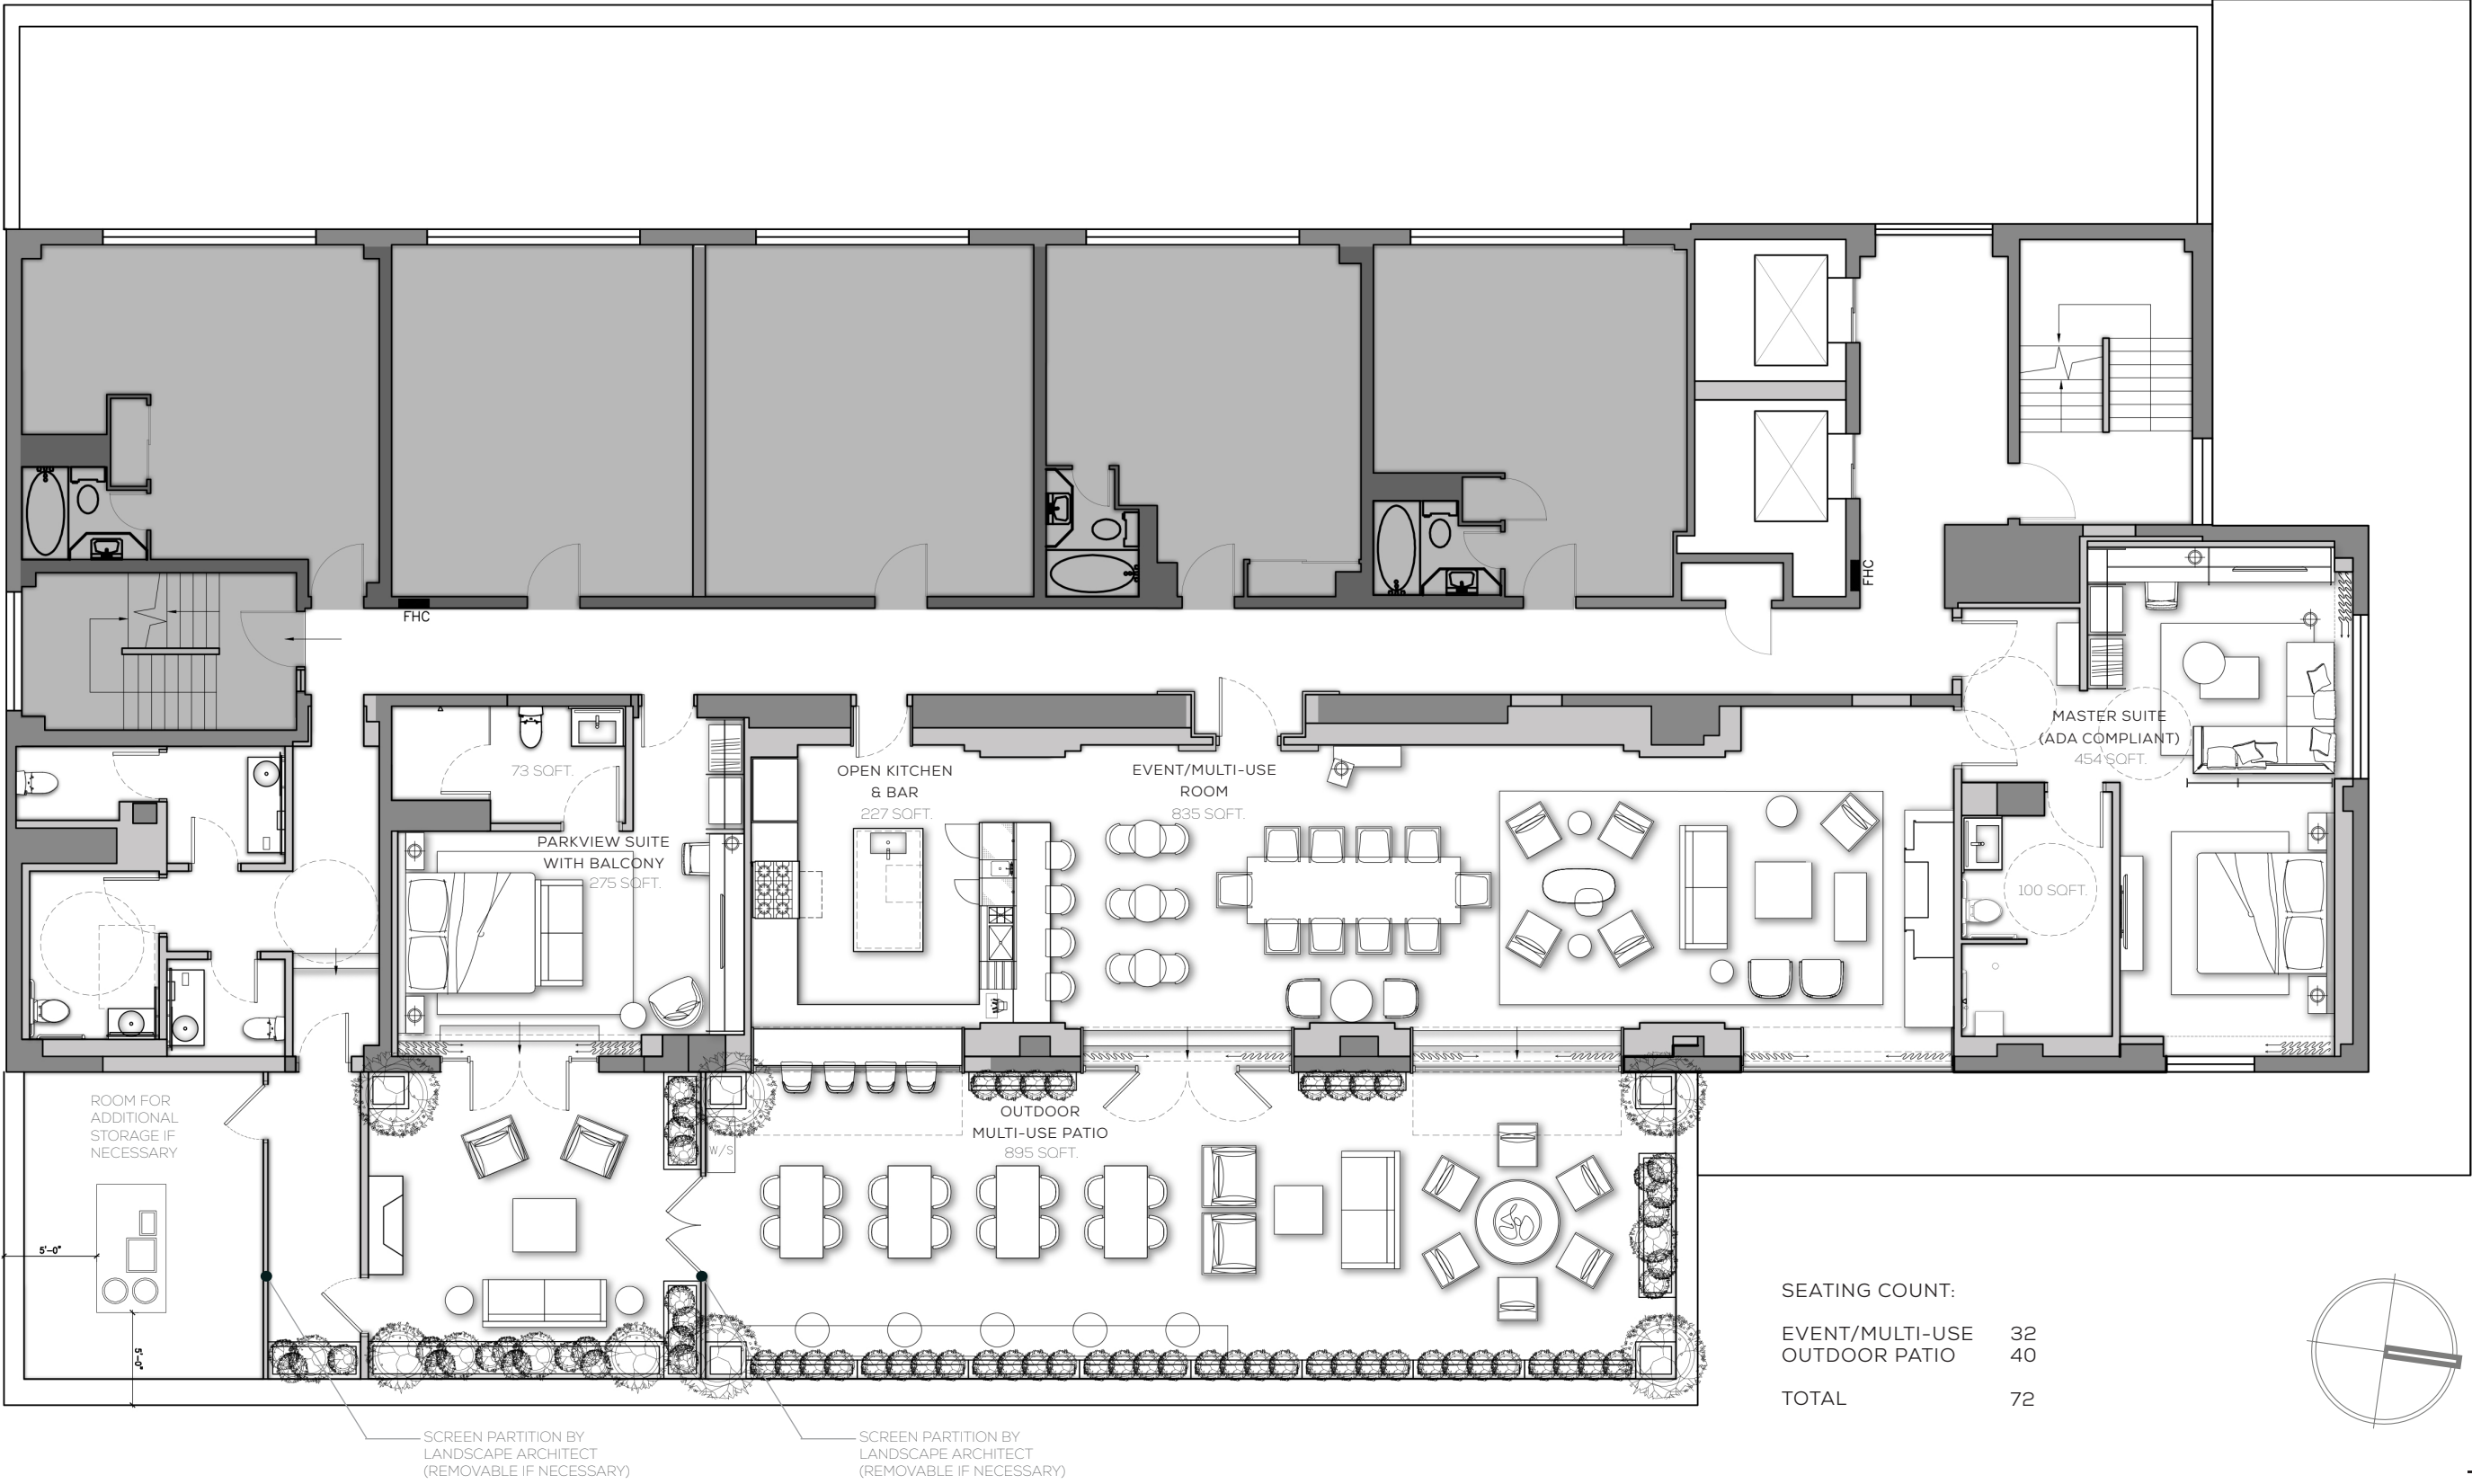 FHC
FHC
73 SQFT.
PARKVIEW SUITE
WITH BALCONY
275 SQFT.
OPEN KITCHEN
& BAR
227 SQFT.
EVENT/MULTI-USE
ROOM
835 SQFT.
MASTER SUITE
(ADA COMPLIANT)
454 SQFT.
100 SQFT.
ROOM FOR
ADDITIONAL
STORAGE IF
NECESSARY
5'-0"
5'-0"
W/S
OUTDOOR
MULTI-USE PATIO
895 SQFT.
SEATING COUNT:
EVENT/MULTI-USE 32
OUTDOOR PATIO 40
TOTAL 72
SCREEN PARTITION BY
LANDSCAPE ARCHITECT
(REMOVABLE IF NECESSARY)
SCREEN PARTITION BY
LANDSCAPE ARCHITECT
(REMOVABLE IF NECESSARY)